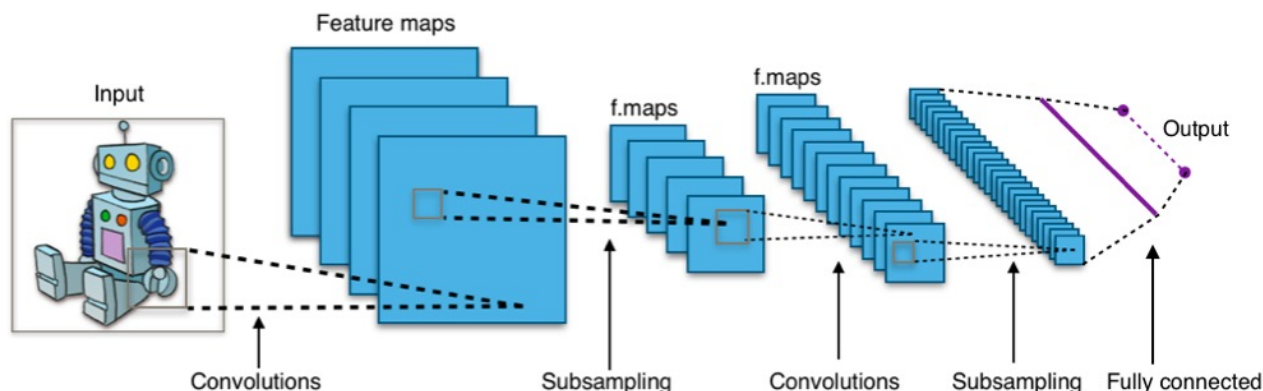 Feature maps
f.maps
f.maps
Input
Output
Convolutions
Subsampling
Convolutions
Subsampling
Fully connected